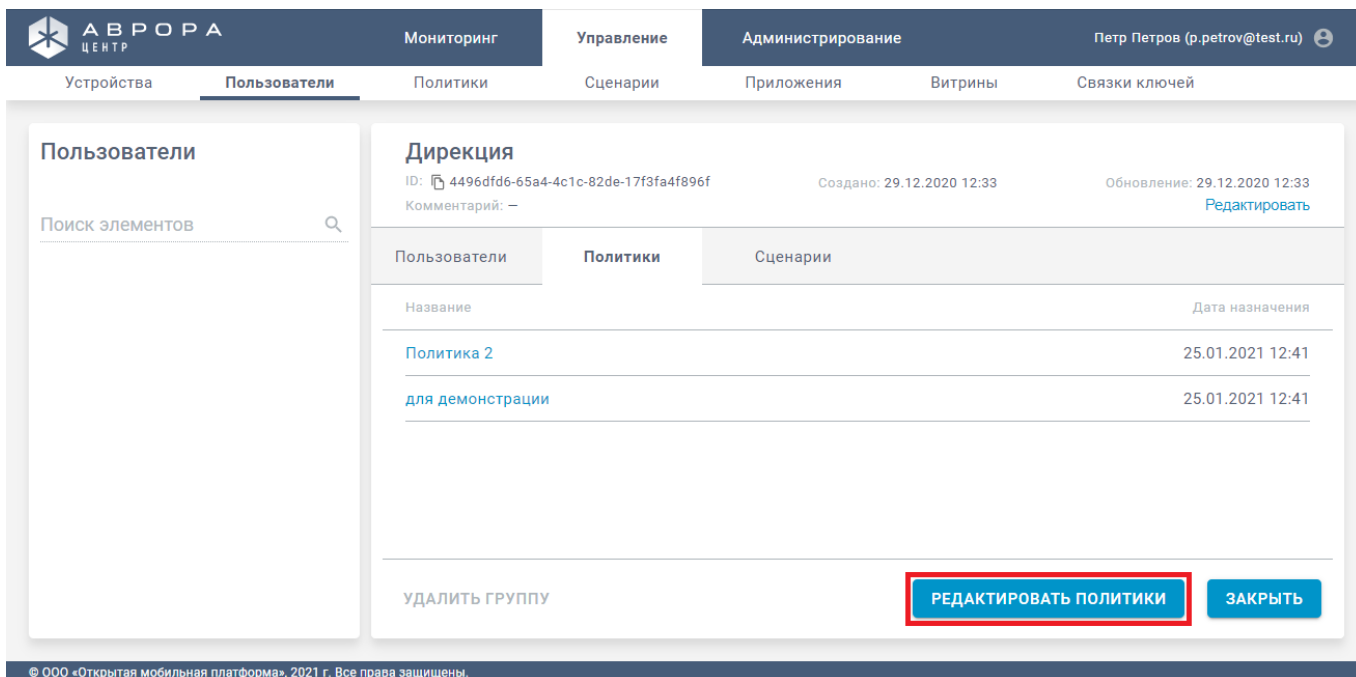 АВРОРА
ЦЕНТР
Мониторинг Управление Администрирование Петр Петров (p.petrov@test.ru)
Устройства Пользователи Политики Сценарии Приложения Витрины Связки ключей
Пользователи
Поиск элементов
Дирекция
ID: 4496dfd6-65a4-4c1c-82de-17f3fa4f896f Создано: 29.12.2020 12:33 Обновление: 29.12.2020 12:33
Комментарий: — Редактировать
Пользователи Политики Сценарии
Название Дата назначения
Политика 2 25.01.2021 12:41
для демонстрации 25.01.2021 12:41
УДАЛИТЬ ГРУППУ РЕДАКТИРОВАТЬ ПОЛИТИКИ ЗАКРЫТЬ
© ООО «Открытая мобильная платформа», 2021 г. Все права защищены.